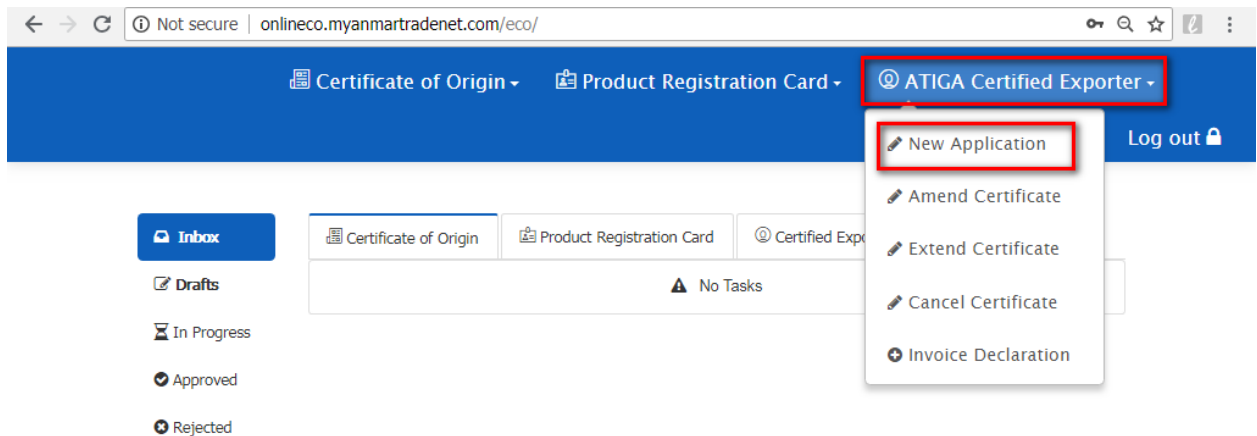 Not secure | onlineco.myanmartradenet.com/eco/
Certificate of Origin
Product Registration Card
ATIGA Certified Exporter
New Application
Log out
Amend Certificate
Extend Certificate
Cancel Certificate
Invoice Declaration
Inbox
Drafts
In Progress
Approved
Rejected
Certificate of Origin
Product Registration Card
Certified Expo
No Tasks